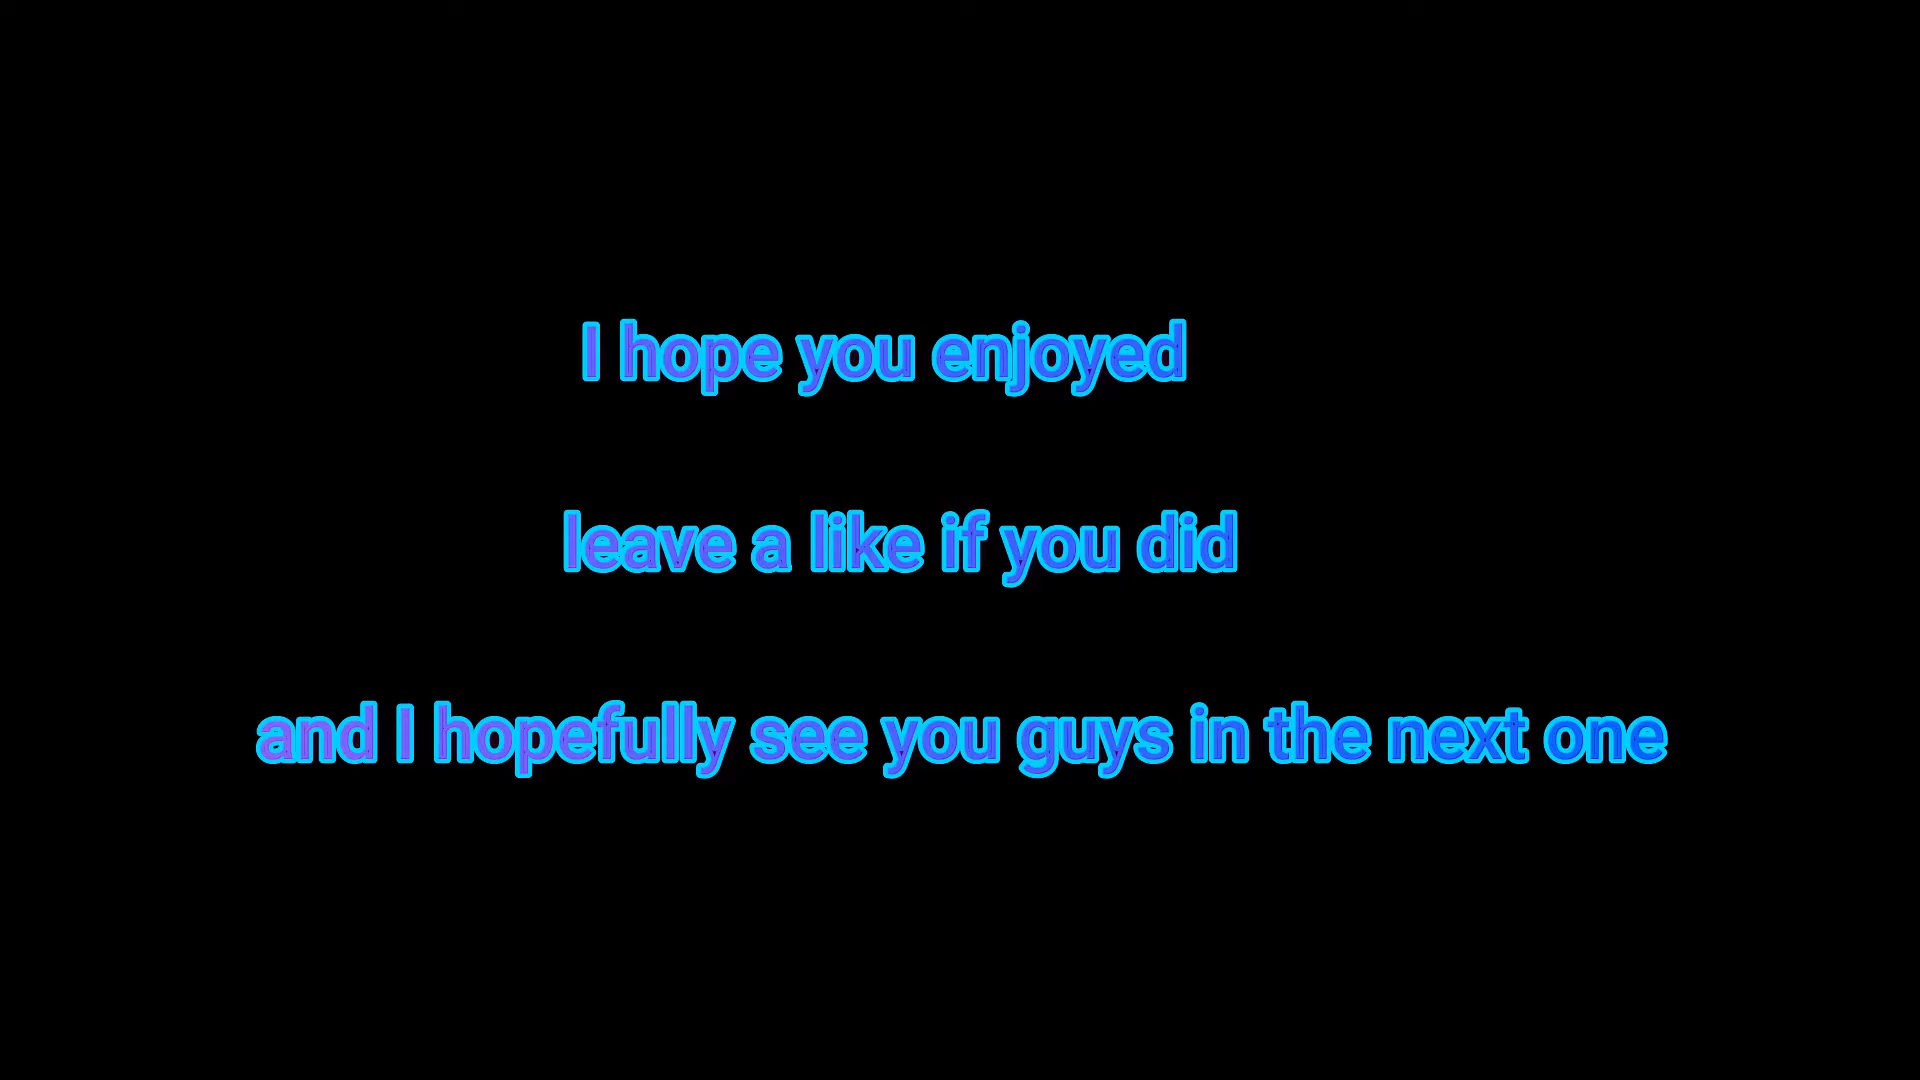 I hope you enjoyed
leave a like if you did
and I hopefully see you guys in the next one